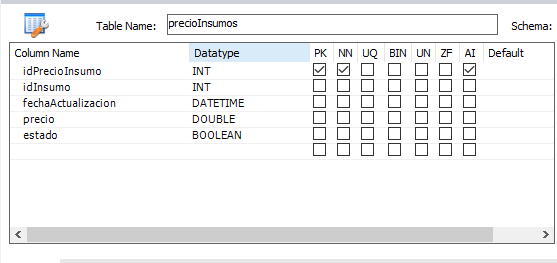 Table Name: precioInsumos Schema:
Column Name Datatype PK NN UQ BIN UN ZF AI Default
idPrecioInsumo INT
idInsumo INT
fechaActualizacion DATETIME
precio DOUBLE
estado BOOLEAN